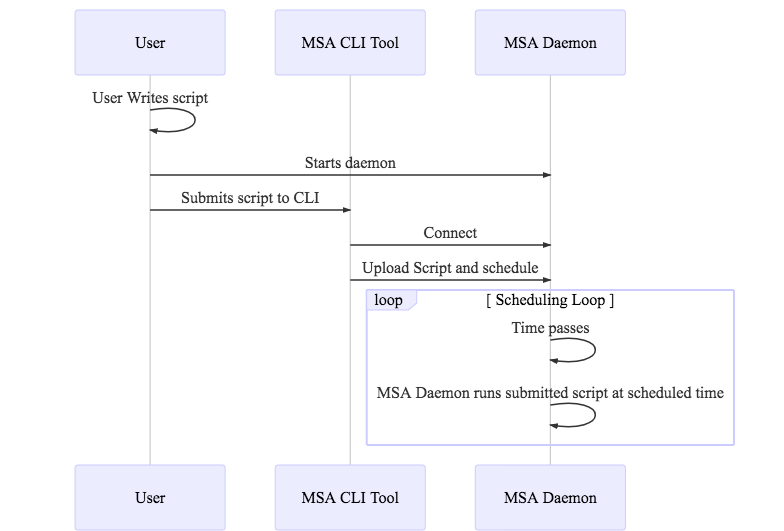 User
MSA CLI Tool
MSA Daemon
User Writes script
Starts daemon
Submits script to CLI
Connect
Upload Script and schedule
loop
[ Scheduling Loop ]
Time passes
MSA Daemon runs submitted script at scheduled time
User
MSA CLI Tool
MSA Daemon